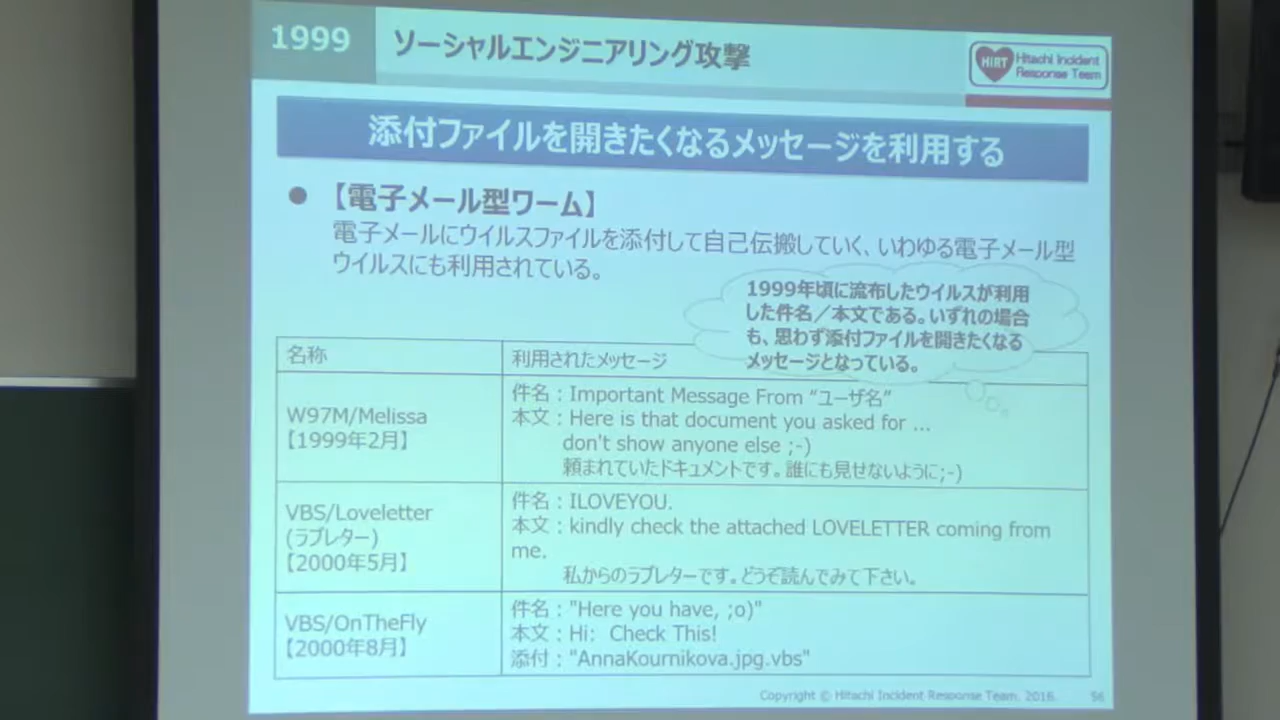 1999
ソーシャルエンジニアリング攻撃
HIRT
Hitachi Incident
Response Team
添付ファイルを開きたくなるメッセージを利用する
● 【電子メール型ワーム】
電子メールにウイルスファイルを添付して自己伝搬していく、いわゆる電子メール型
ウイルスにも利用されている。
1999年頃に流布したウイルスが利用
した件名／本文である。いずれの場合
も、思わず添付ファイルを開きたくなる
メッセージとなっている。
名称
利用されたメッセージ
W97M/Melissa
【1999年2月】
件名：Important Message From “ユーザ名”
本文：Here is that document you asked for ...
don't show anyone else ;-)
頼まれていたドキュメントです。誰にも見せないように;-)
VBS/Loveletter
(ラブレター)
【2000年5月】
件名：ILOVEYOU.
本文：kindly check the attached LOVELETTER coming from
me.
私からのラブレターです。どうぞ読んでみて下さい。
VBS/OnTheFly
【2000年8月】
件名："Here you have, ;o)"
本文：Hi:  Check This!
添付："AnnaKournikova.jpg.vbs"
Copyright © Hitachi Incident Response Team. 2016.
56